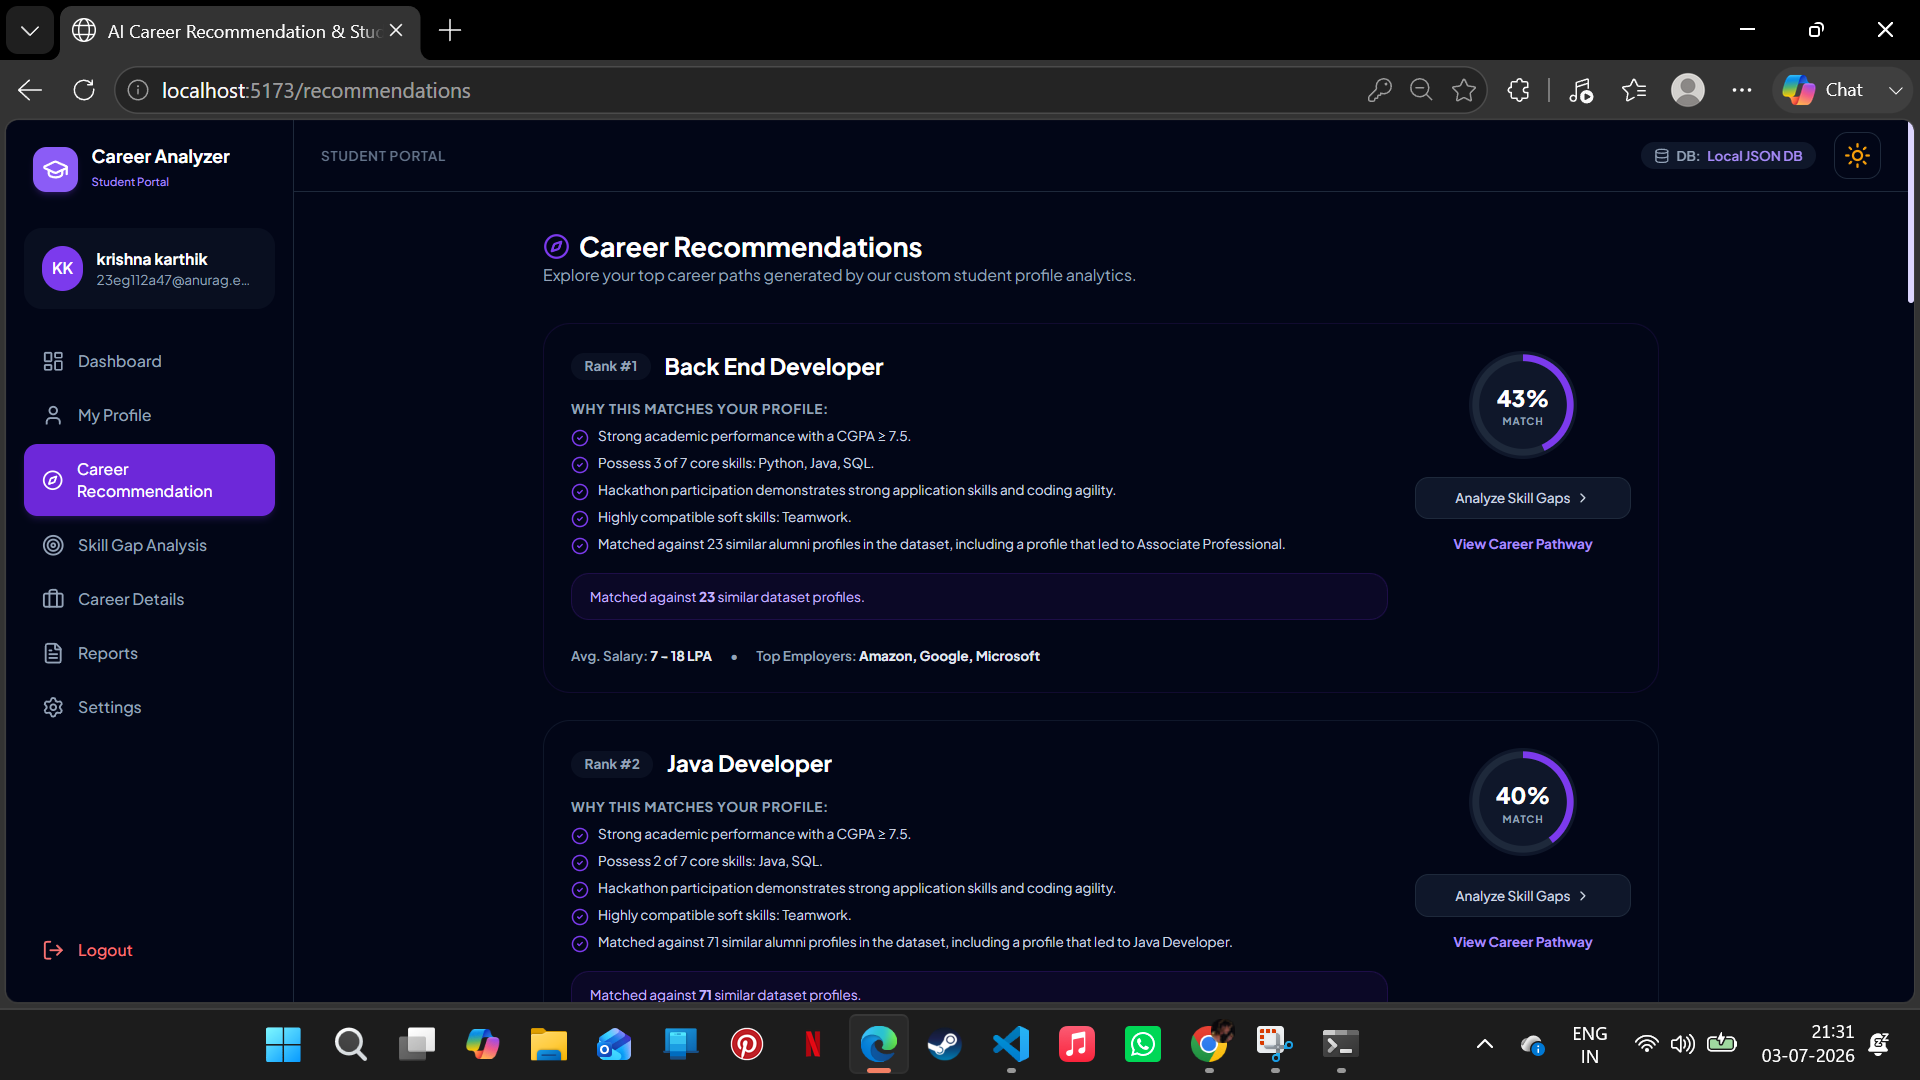 AI Career Recommendation & Stu
localhost:5173/recommendations
Chat
Career Analyzer
Student Portal
STUDENT PORTAL
DB: Local JSON DB
KK
krishna karthik
23eg112a47@anurag.e...
Dashboard
My Profile
Career
Recommendation
Skill Gap Analysis
Career Details
Reports
Settings
Logout
Career Recommendations
Explore your top career paths generated by our custom student profile analytics.
Rank #1 Back End Developer
WHY THIS MATCHES YOUR PROFILE:
Strong academic performance with a CGPA ≥ 7.5.
Possess 3 of 7 core skills: Python, Java, SQL.
Hackathon participation demonstrates strong application skills and coding agility.
Highly compatible soft skills: Teamwork.
Matched against 23 similar alumni profiles in the dataset, including a profile that led to Associate Professional.
Matched against 23 similar dataset profiles.
Avg. Salary: 7 - 18 LPA • Top Employers: Amazon, Google, Microsoft
43%
MATCH
Analyze Skill Gaps >
View Career Pathway
Rank #2 Java Developer
WHY THIS MATCHES YOUR PROFILE:
Strong academic performance with a CGPA ≥ 7.5.
Possess 2 of 7 core skills: Java, SQL.
Hackathon participation demonstrates strong application skills and coding agility.
Highly compatible soft skills: Teamwork.
Matched against 71 similar alumni profiles in the dataset, including a profile that led to Java Developer.
Matched against 71 similar dataset profiles.
40%
MATCH
Analyze Skill Gaps >
View Career Pathway
ENG
IN
21:31
03-07-2026